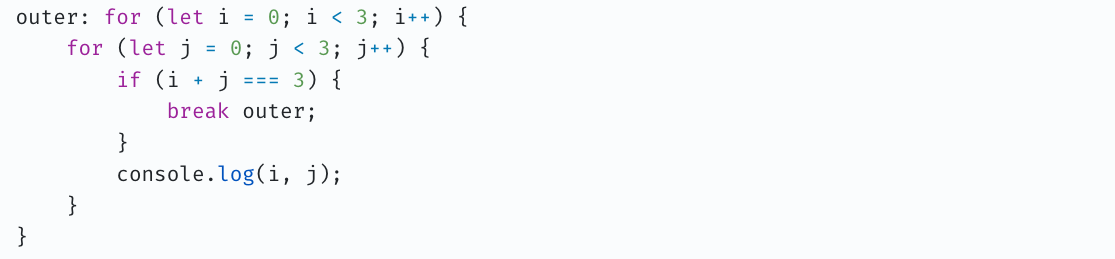 outer: for (let i = 0; i < 3; i++) {
    for (let j = 0; j < 3; j++) {
        if (i + j === 3) {
            break outer;
        }
        console.log(i, j);
    }
}